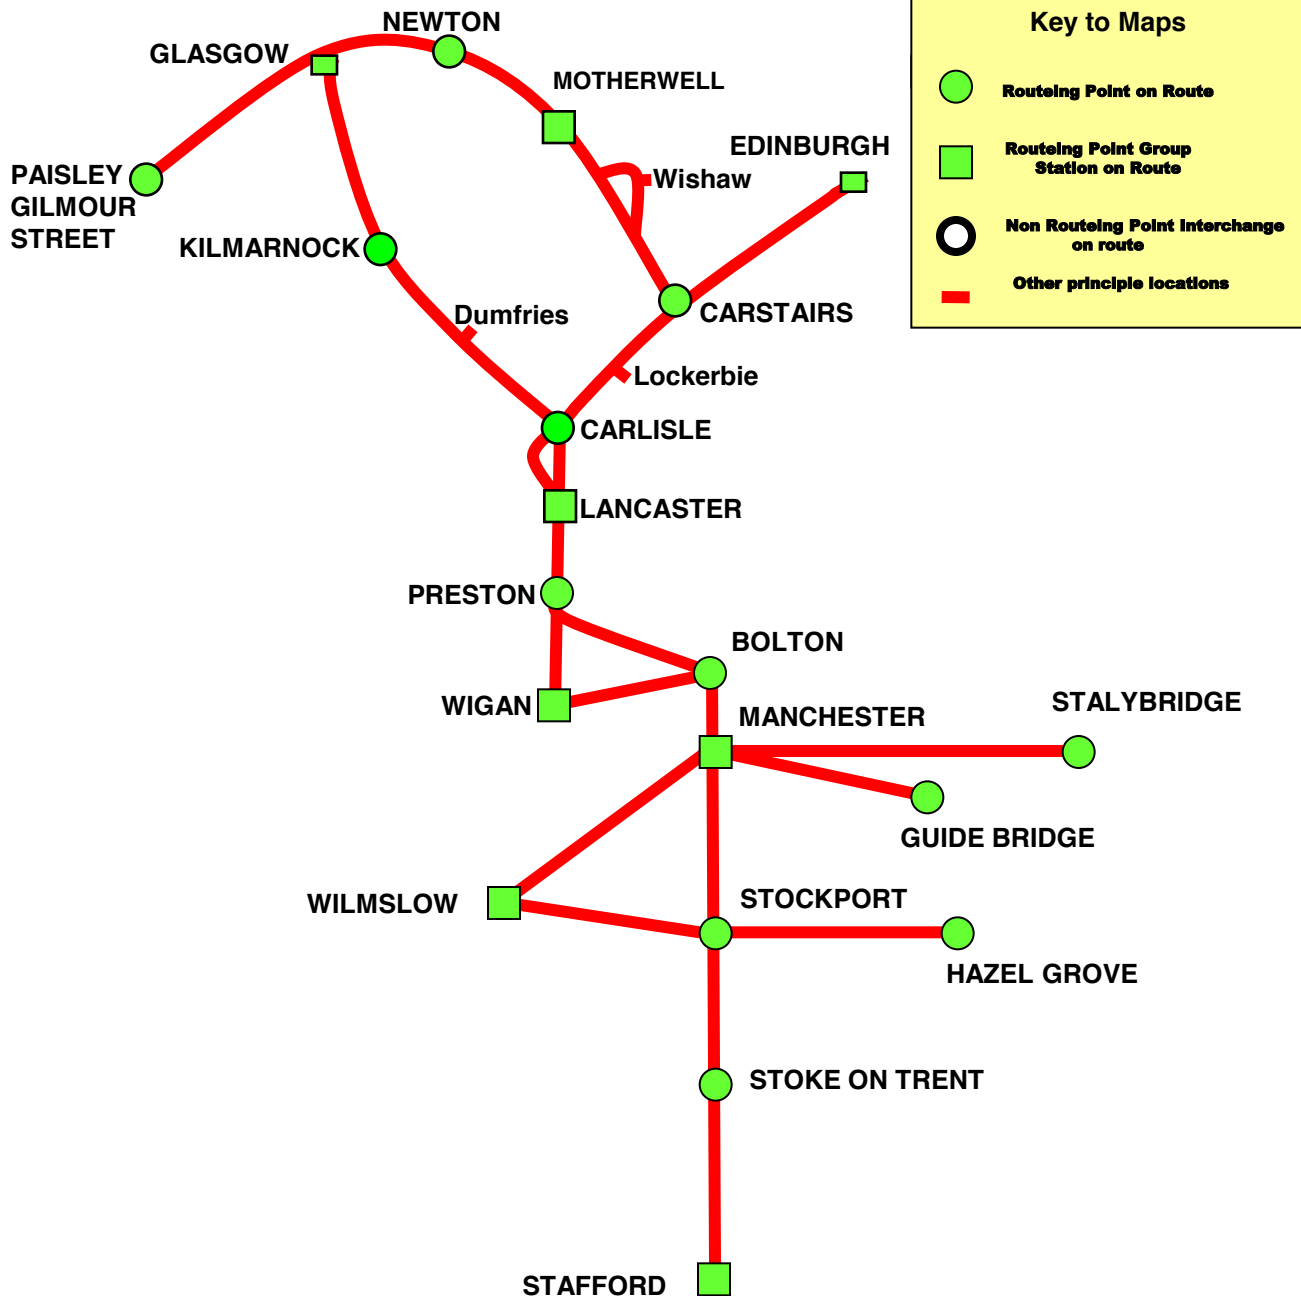 NEWTON
Key to Maps
GLASGOW
MOTHERWELL
Routeing Point on Route
EDINBURGH
Routeing Point Group
Station on Route
PAISLEY
GILMOUR
STREET
Wishaw
KILMARNOCK
Non Routeing Point Interchange
on route
Other principle locations
Dumfries
CARSTAIRS
Lockerbie
CARLISLE
LANCASTER
PRESTON
BOLTON
WIGAN
MANCHESTER
STALYBRIDGE
GUIDE BRIDGE
WILMSLOW
STOCKPORT
HAZEL GROVE
STOKE ON TRENT
STAFFORD